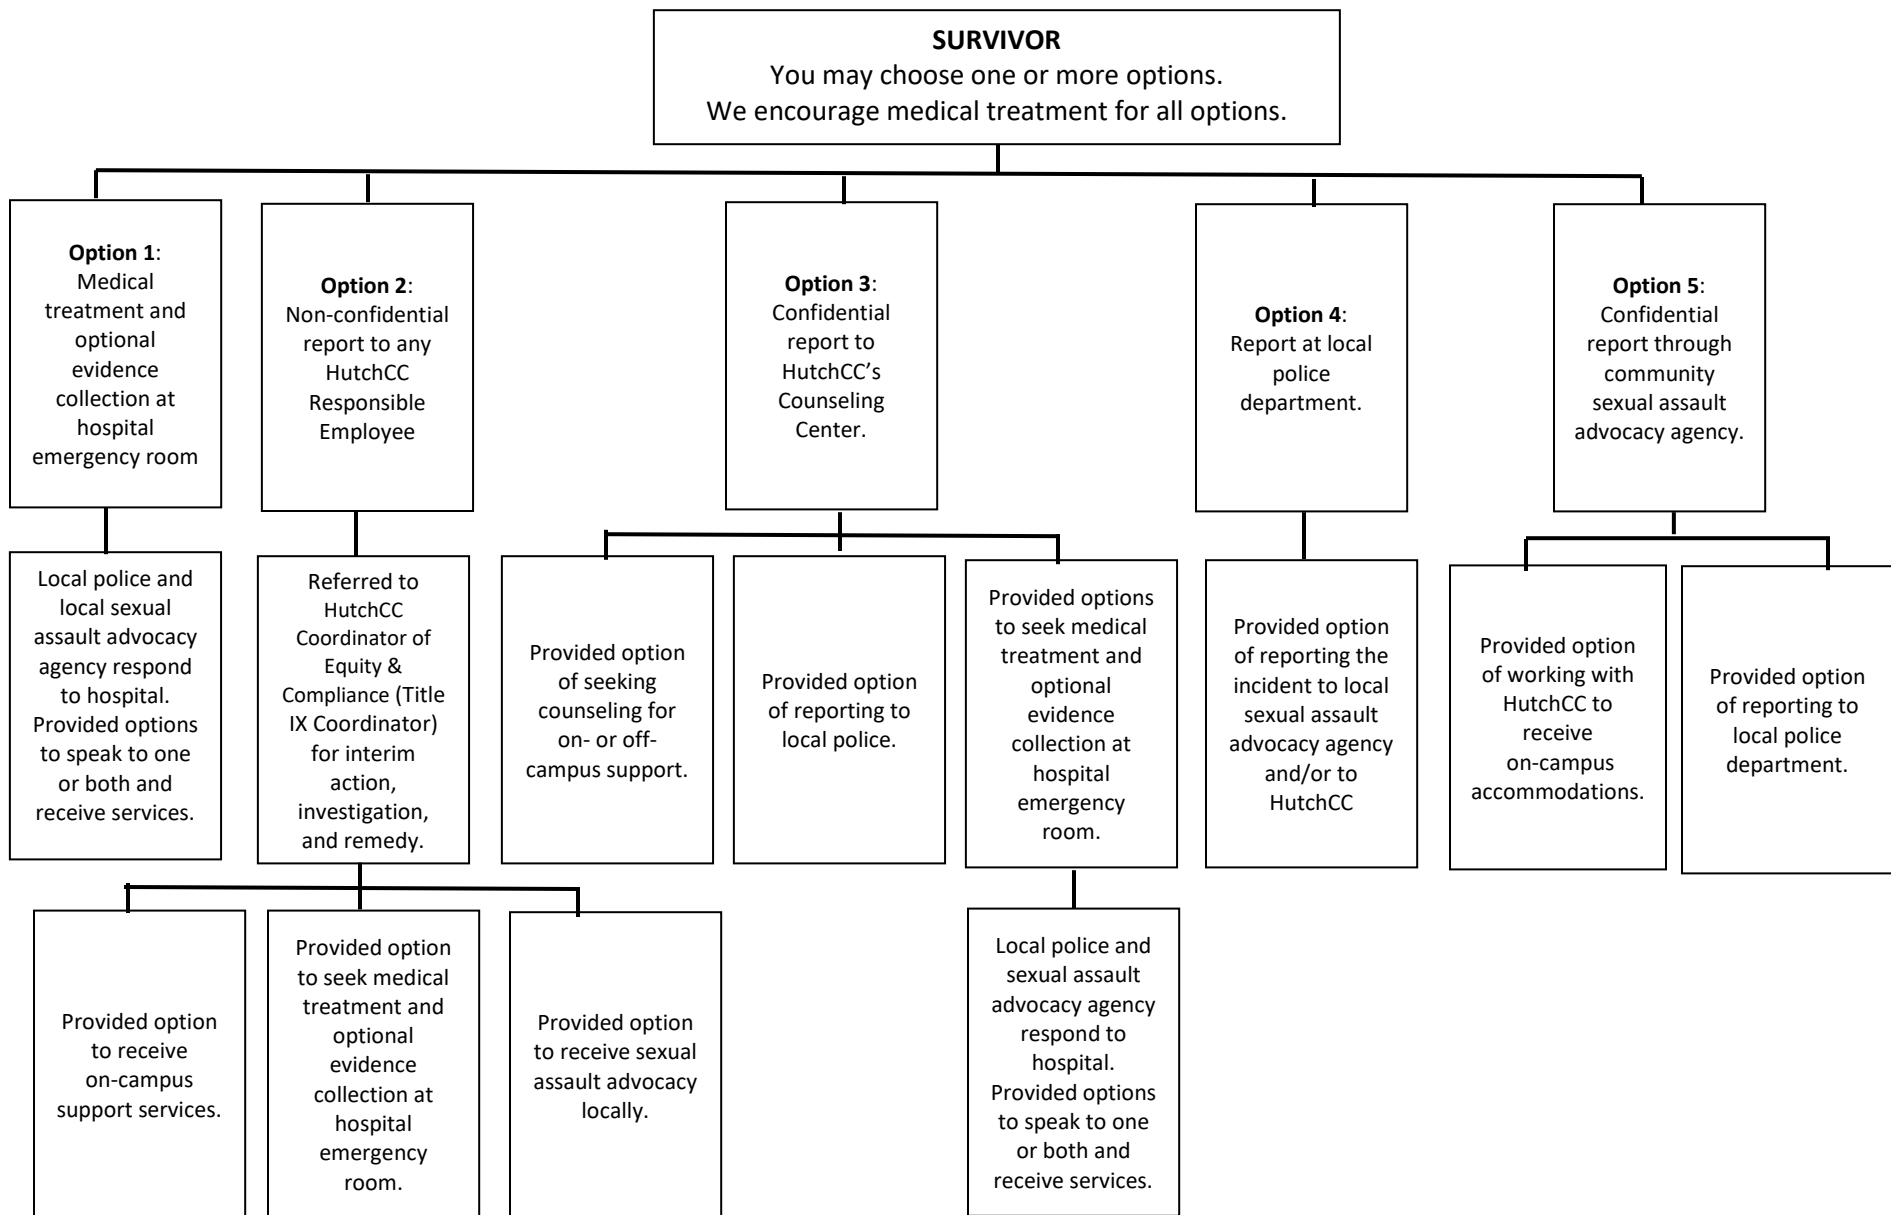 SURVIVOR
You may choose one or more options.
We encourage medical treatment for all options.
Option 1:
Medical
treatment and
optional
evidence
collection at
hospital
emergency room
Option 2:
Non-confidential
report to any
HutchCC
Responsible
Employee
Option 3:
Confidential
report to
HutchCC’s
Counseling
Center.
Option 4:
Report at local
police
department.
Option 5:
Confidential
report through
community
sexual assault
advocacy agency.
Local police and
local sexual
assault advocacy
agency respond
to hospital.
Provided options
to speak to one
or both and
receive services.
Referred to
HutchCC
Coordinator of
Equity &
Compliance (Title
IX Coordinator)
for interim
action,
investigation,
and remedy.
Provided option
of seeking
counseling for
on- or off-
campus support.
Provided option
of reporting to
local police.
Provided options
to seek medical
treatment and
optional
evidence
collection at
hospital
emergency
room.
Provided option
of reporting the
incident to local
sexual assault
advocacy agency
and/or to
HutchCC
Provided option
of working with
HutchCC to
receive
on-campus
accommodations.
Provided option
of reporting to
local police
department.
Provided option
to receive
on-campus
support services.
Provided option
to seek medical
treatment and
optional
evidence
collection at
hospital
emergency
room.
Provided option
to receive sexual
assault advocacy
locally.
Local police and
sexual assault
advocacy agency
respond to
hospital.
Provided options
to speak to one
or both and
receive services.